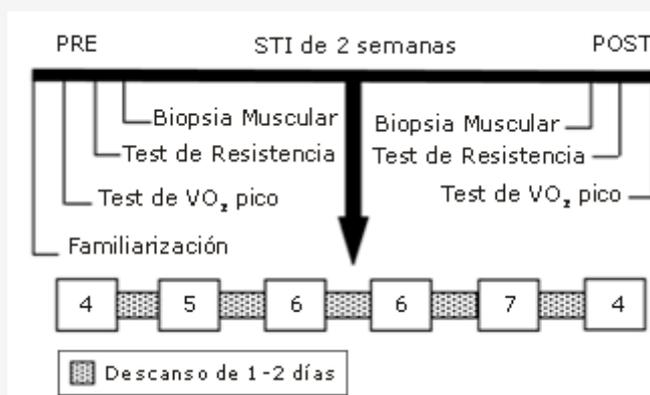 PRE STI de 2 semanas POST
Biopsia Muscular Biopsia Muscular
Test de Resistencia Test de Resistencia
Test de VO₂ pico Test de VO₂ pico
Familiarización
4 5 6 6 7 4
Descanso de 1-2 días